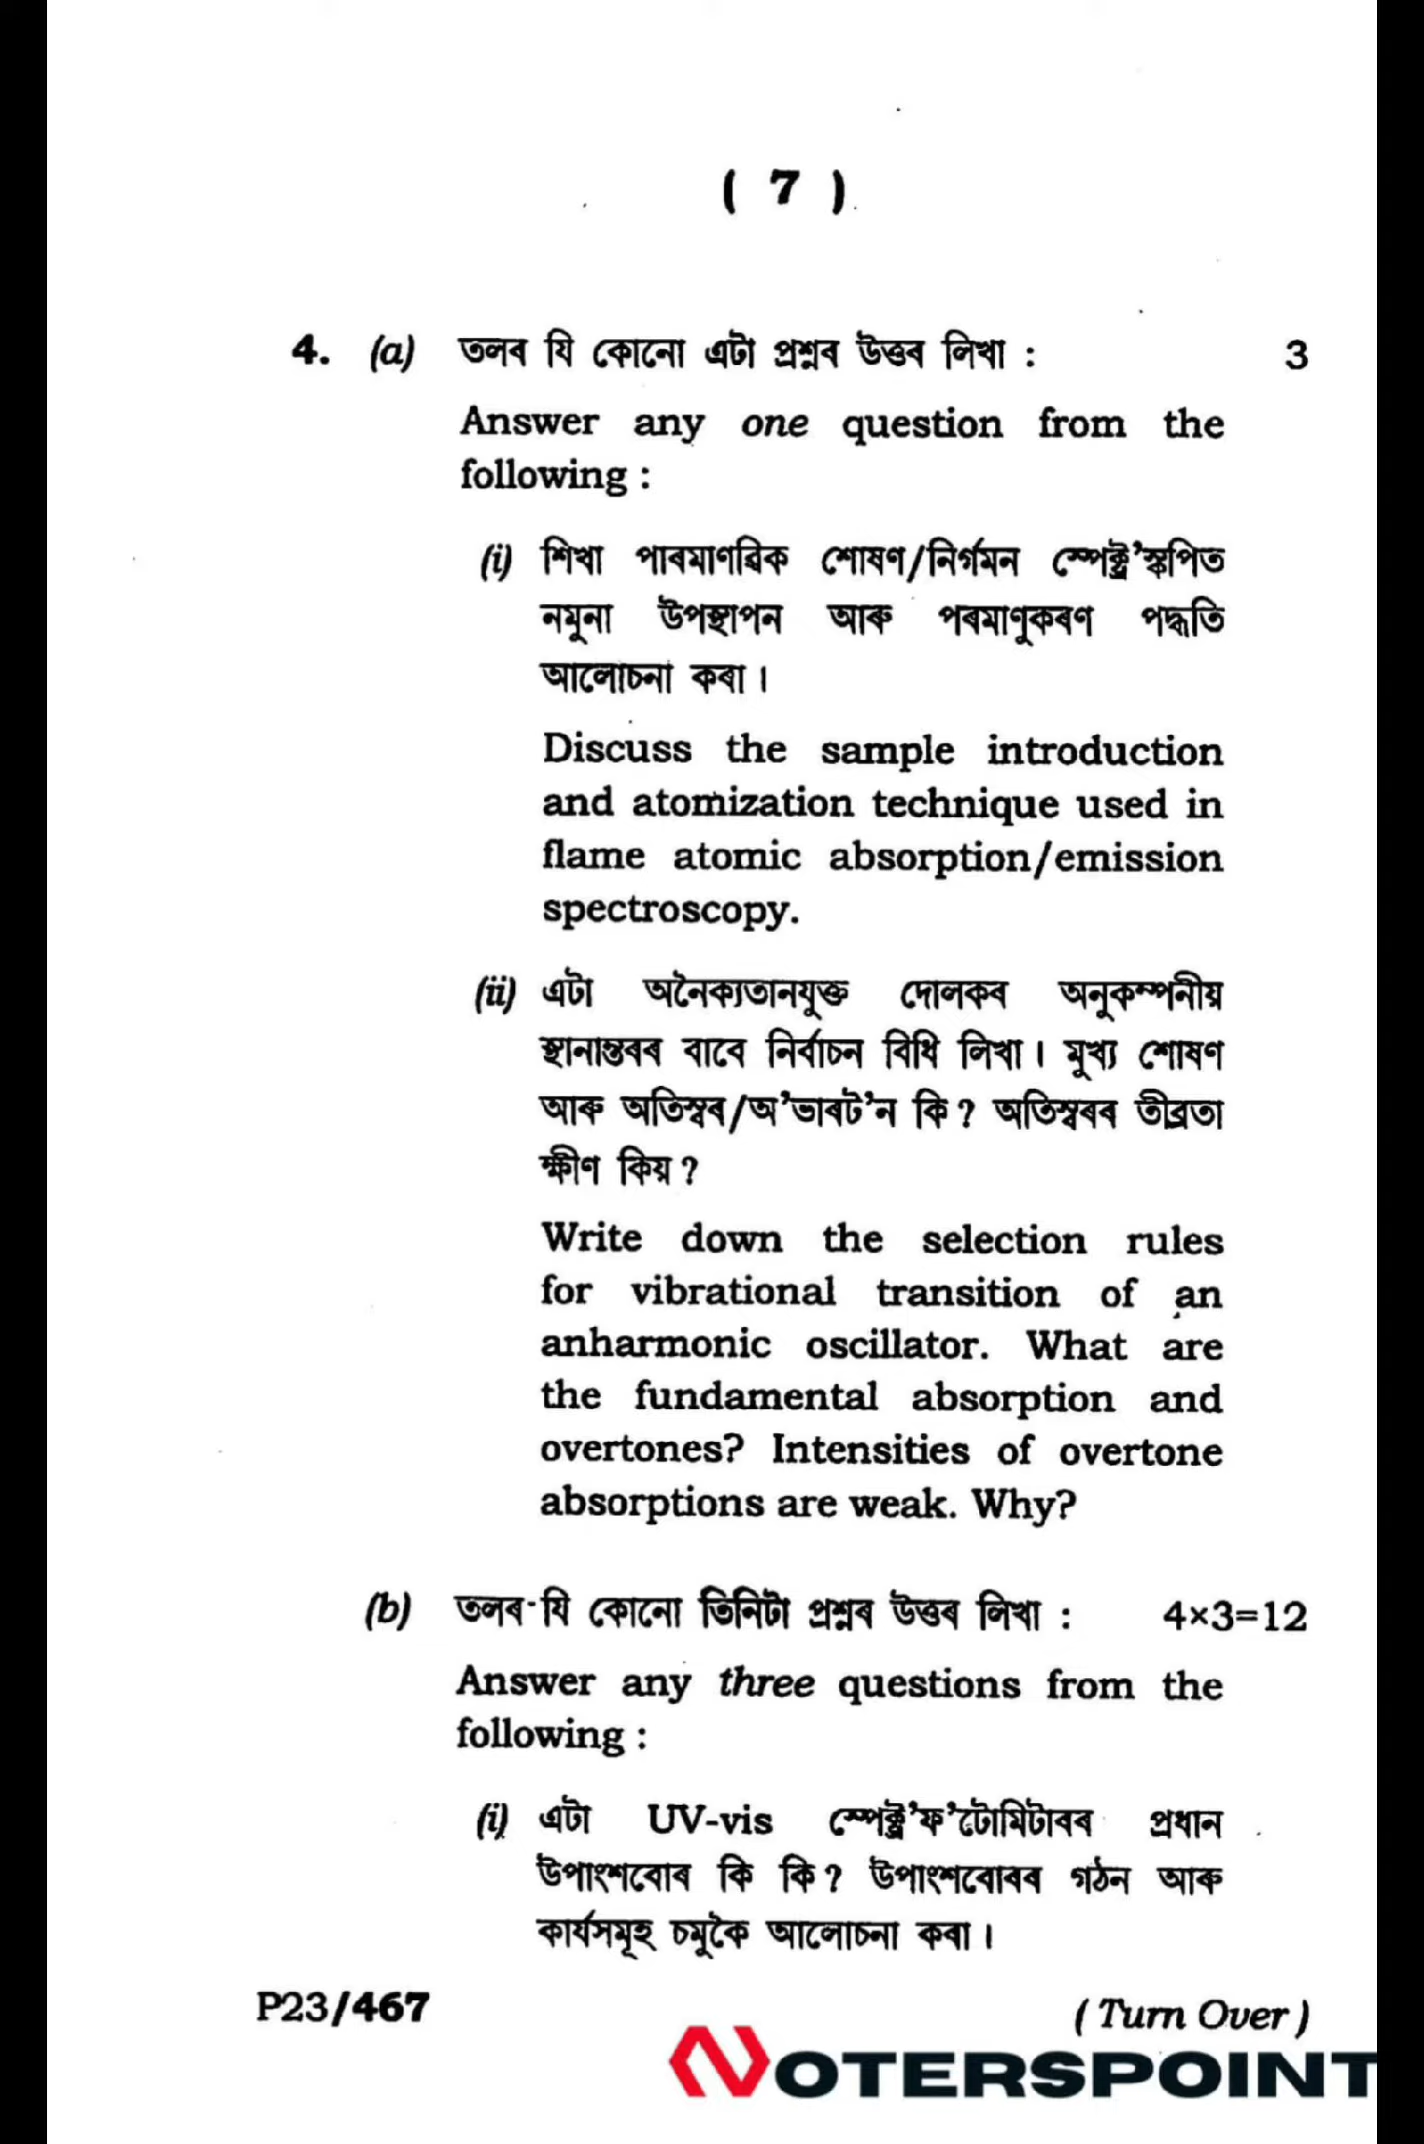 ( 7 )
4. (a) তলৰ যি কোনো এটা প্ৰশ্নৰ উত্তৰ লিখা : 3
Answer any one question from the
following :
(i) শিখা পাৰমাণৱিক শোষণ/নিৰ্গমন স্পেক্ট্ৰ'স্কপিত
নমুনা উপস্থাপন আৰু পৰমাণুকৰণ পদ্ধতি
আলোচনা কৰা।
Discuss the sample introduction
and atomization technique used in
flame atomic absorption/emission
spectroscopy.
(ii) এটা অনৈক্যতানযুক্ত দোলকৰ অনুকম্পনীয়
স্থানান্তৰৰ বাবে নিৰ্বাচন বিধি লিখা। মুখ্য শোষণ
আৰু অতিস্বৰ/অ'ভাৰট'ন কি? অতিস্বৰৰ তীব্ৰতা
ক্ষীণ কিয়?
Write down the selection rules
for vibrational transition of an
anharmonic oscillator. What are
the fundamental absorption and
overtones? Intensities of overtone
absorptions are weak. Why?
(b) তলৰ যি কোনো তিনিটা প্ৰশ্নৰ উত্তৰ লিখা : 4×3=12
Answer any three questions from the
following :
(i) এটা UV-vis স্পেক্ট্ৰ'ফ'টোমিটাৰৰ প্ৰধান
উপাংশবোৰ কি কি? উপাংশবোৰৰ গঠন আৰু
কাৰ্যসমূহ চমুকৈ আলোচনা কৰা।
P23/467 ( Turn Over )
NOTERSPOINT